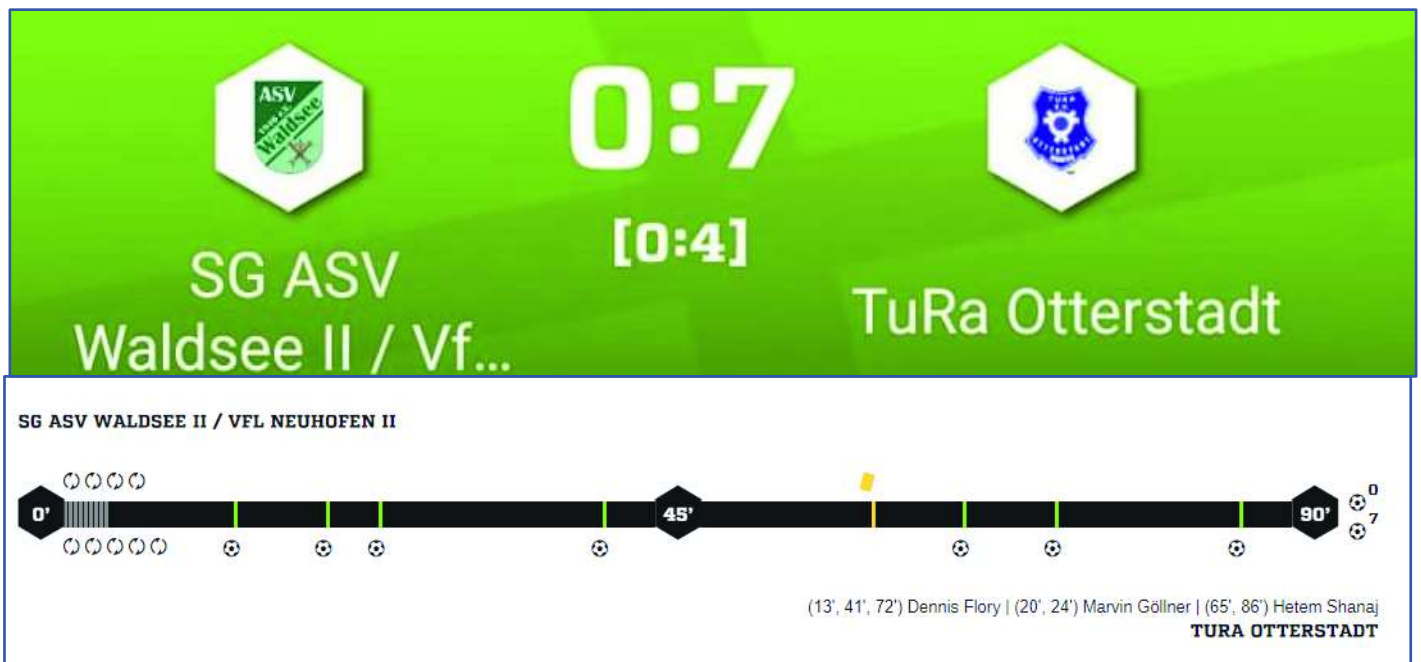 ASV
Waldsee
TURA
OTTERSTADT
0:7
[0:4]
SG ASV
Waldsee II / Vf...
TuRa Otterstadt
SG ASV WALDSEE II / VFL NEUHOFEN II
0'
45'
90'
0
7
(13', 41', 72') Dennis Flory | (20', 24') Marvin Göllner | (65', 86') Hetem Shanaj
TURA OTTERSTADT